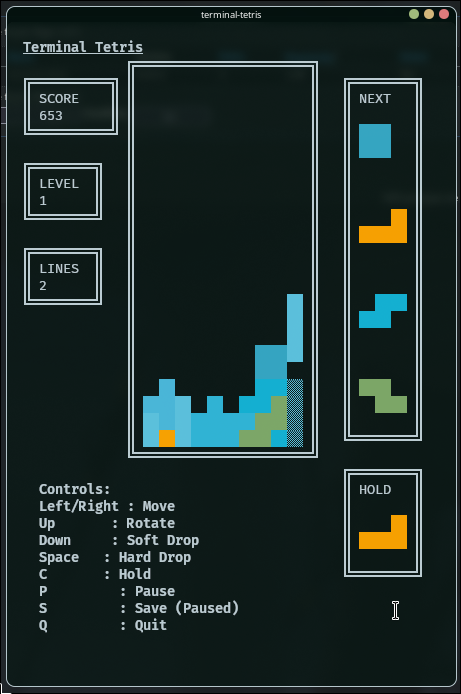 terminal-tetris
Terminal Tetris
SCORE
653
LEVEL
1
LINES
2
NEXT
HOLD
Controls:
Left/Right : Move
Up       : Rotate
Down     : Soft Drop
Space   : Hard Drop
C       : Hold
P         : Pause
S         : Save (Paused)
Q         : Quit